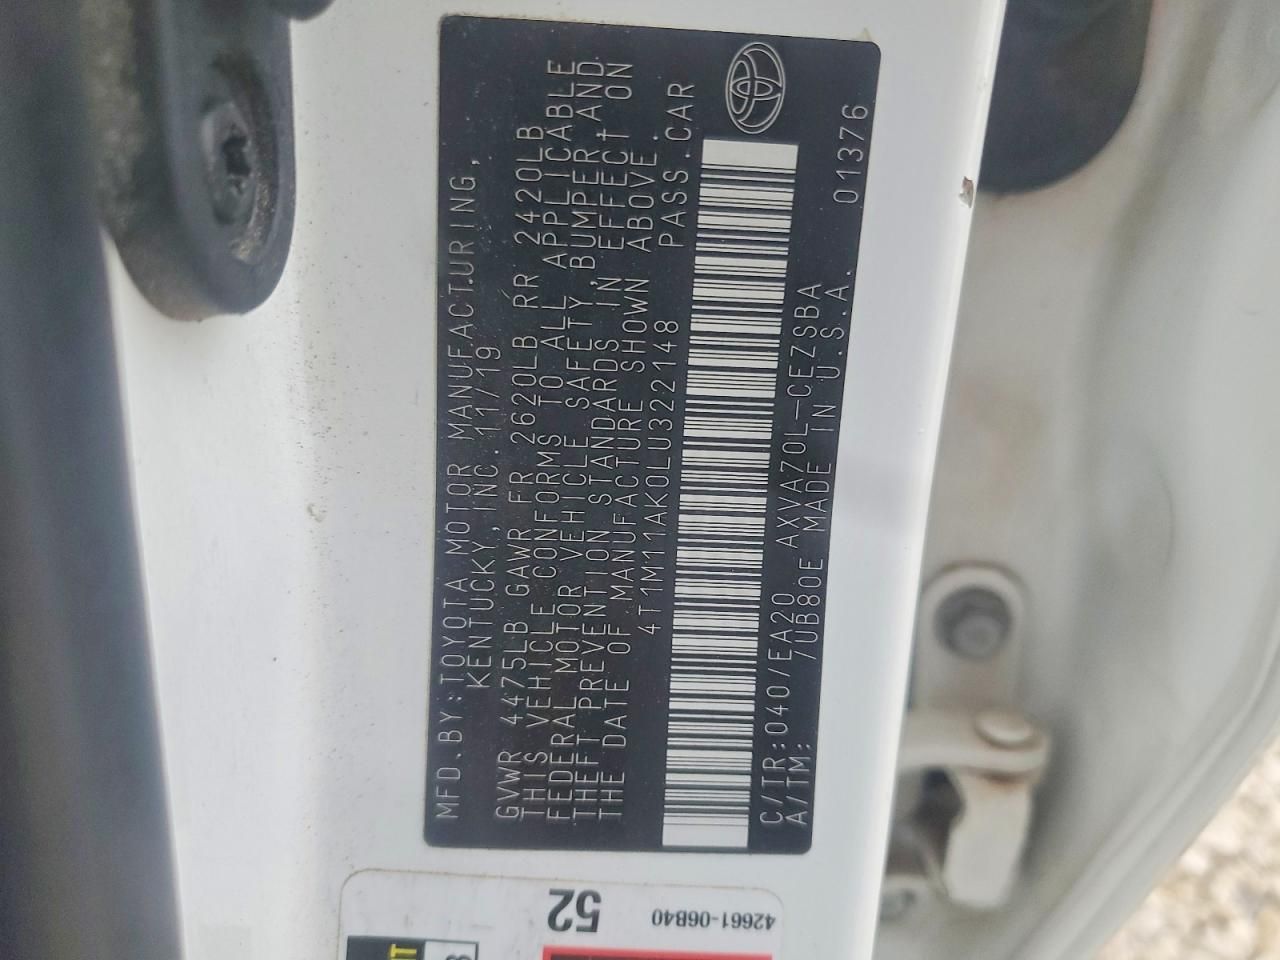 MFD.BY:TOYOTA MOTOR MANUFACTURING,
KENTUCKY, INC. 11/19
GVWR 4475LB GAWR FR 2620LB RR 2420LB
THIS VEHICLE CONFORMS TO ALL APPLICABLE
FEDERAL MOTOR VEHICLE SAFETY, BUMPER, AND
THEFT PREVENTION STANDARDS IN EFFECT ON
THE DATE OF MANUFACTURE SHOWN ABOVE.
4T1M11AK0LU322148 PASS.CAR
C/TR:040/EA20 AXVA70L-CEZSBA
A/TM: 7UB80E MADE IN U.S.A. 01376
52
42661-06B40